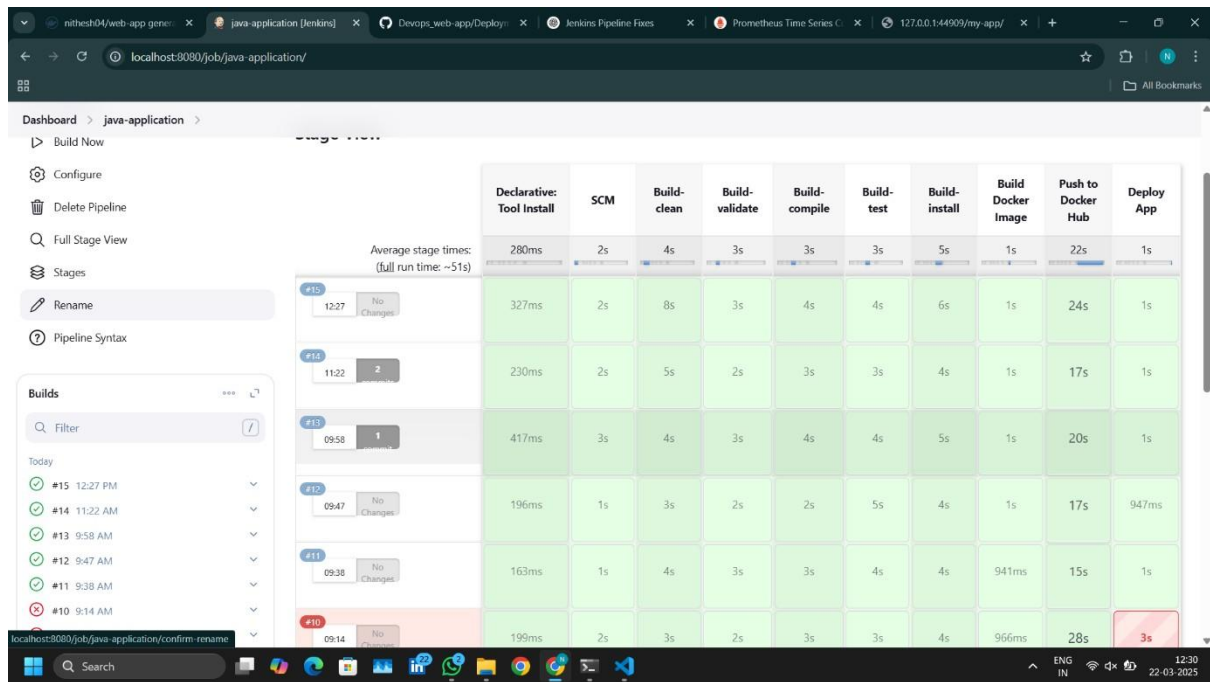 nithesh04/web-app gener
java-application [Jenkins]
Devops_web-app/Deploym
Jenkins Pipeline Fixes
Prometheus Time Series C
127.0.0.1:44909/my-app/
localhost:8080/job/java-application/
N
All Bookmarks
Dashboard > java-application >
Build Now
Configure
Delete Pipeline
Full Stage View
Stages
Rename
Pipeline Syntax
Builds
Filter
/
Today
#15 12:27 PM
#14 11:22 AM
#13 9:58 AM
#12 9:47 AM
#11 9:38 AM
#10 9:14 AM
localhost:8080/job/java-application/confirm-rename
Stage View
Declarative: Tool Install SCM Build-clean Build-validate Build-compile Build-test Build-install Build Docker Image Push to Docker Hub Deploy App
Average stage times: 280ms 2s 4s 3s 3s 3s 5s 1s 22s 1s
(full run time: ~51s)
#15
12:27 No Changes 327ms 2s 8s 3s 4s 4s 6s 1s 24s 1s
#14
11:22 2 commits 230ms 2s 5s 2s 3s 3s 4s 1s 17s 1s
#13
09:58 1 commit 417ms 3s 4s 3s 4s 4s 5s 1s 20s 1s
#12
09:47 No Changes 196ms 1s 3s 2s 2s 5s 4s 1s 17s 947ms
#11
09:38 No Changes 163ms 1s 4s 3s 3s 4s 4s 941ms 15s 1s
#10
09:14 No Changes 199ms 2s 3s 2s 3s 3s 4s 966ms 28s 3s
Search
22
2
ENG
IN
12:30
22-03-2025